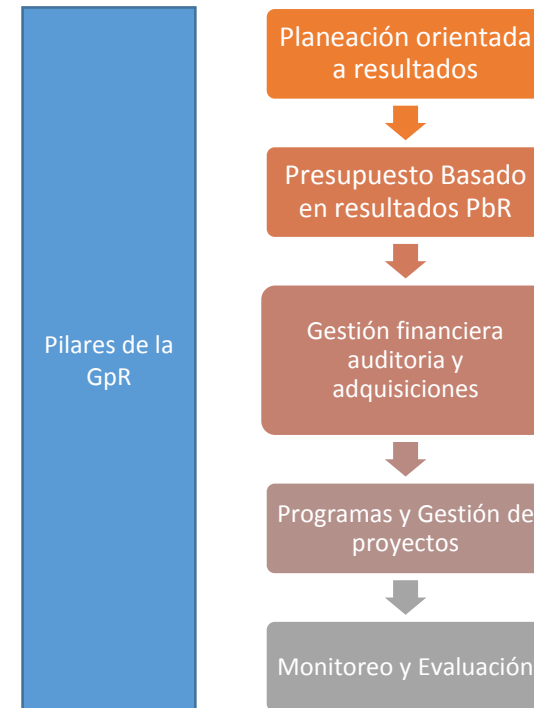 Pilares de la
GpR
Planeación orientada
a resultados
Presupuesto Basado
en resultados PbR
Gestión financiera
auditoria y
adquisiciones
Programas y Gestión de
proyectos
Monitoreo y Evaluación